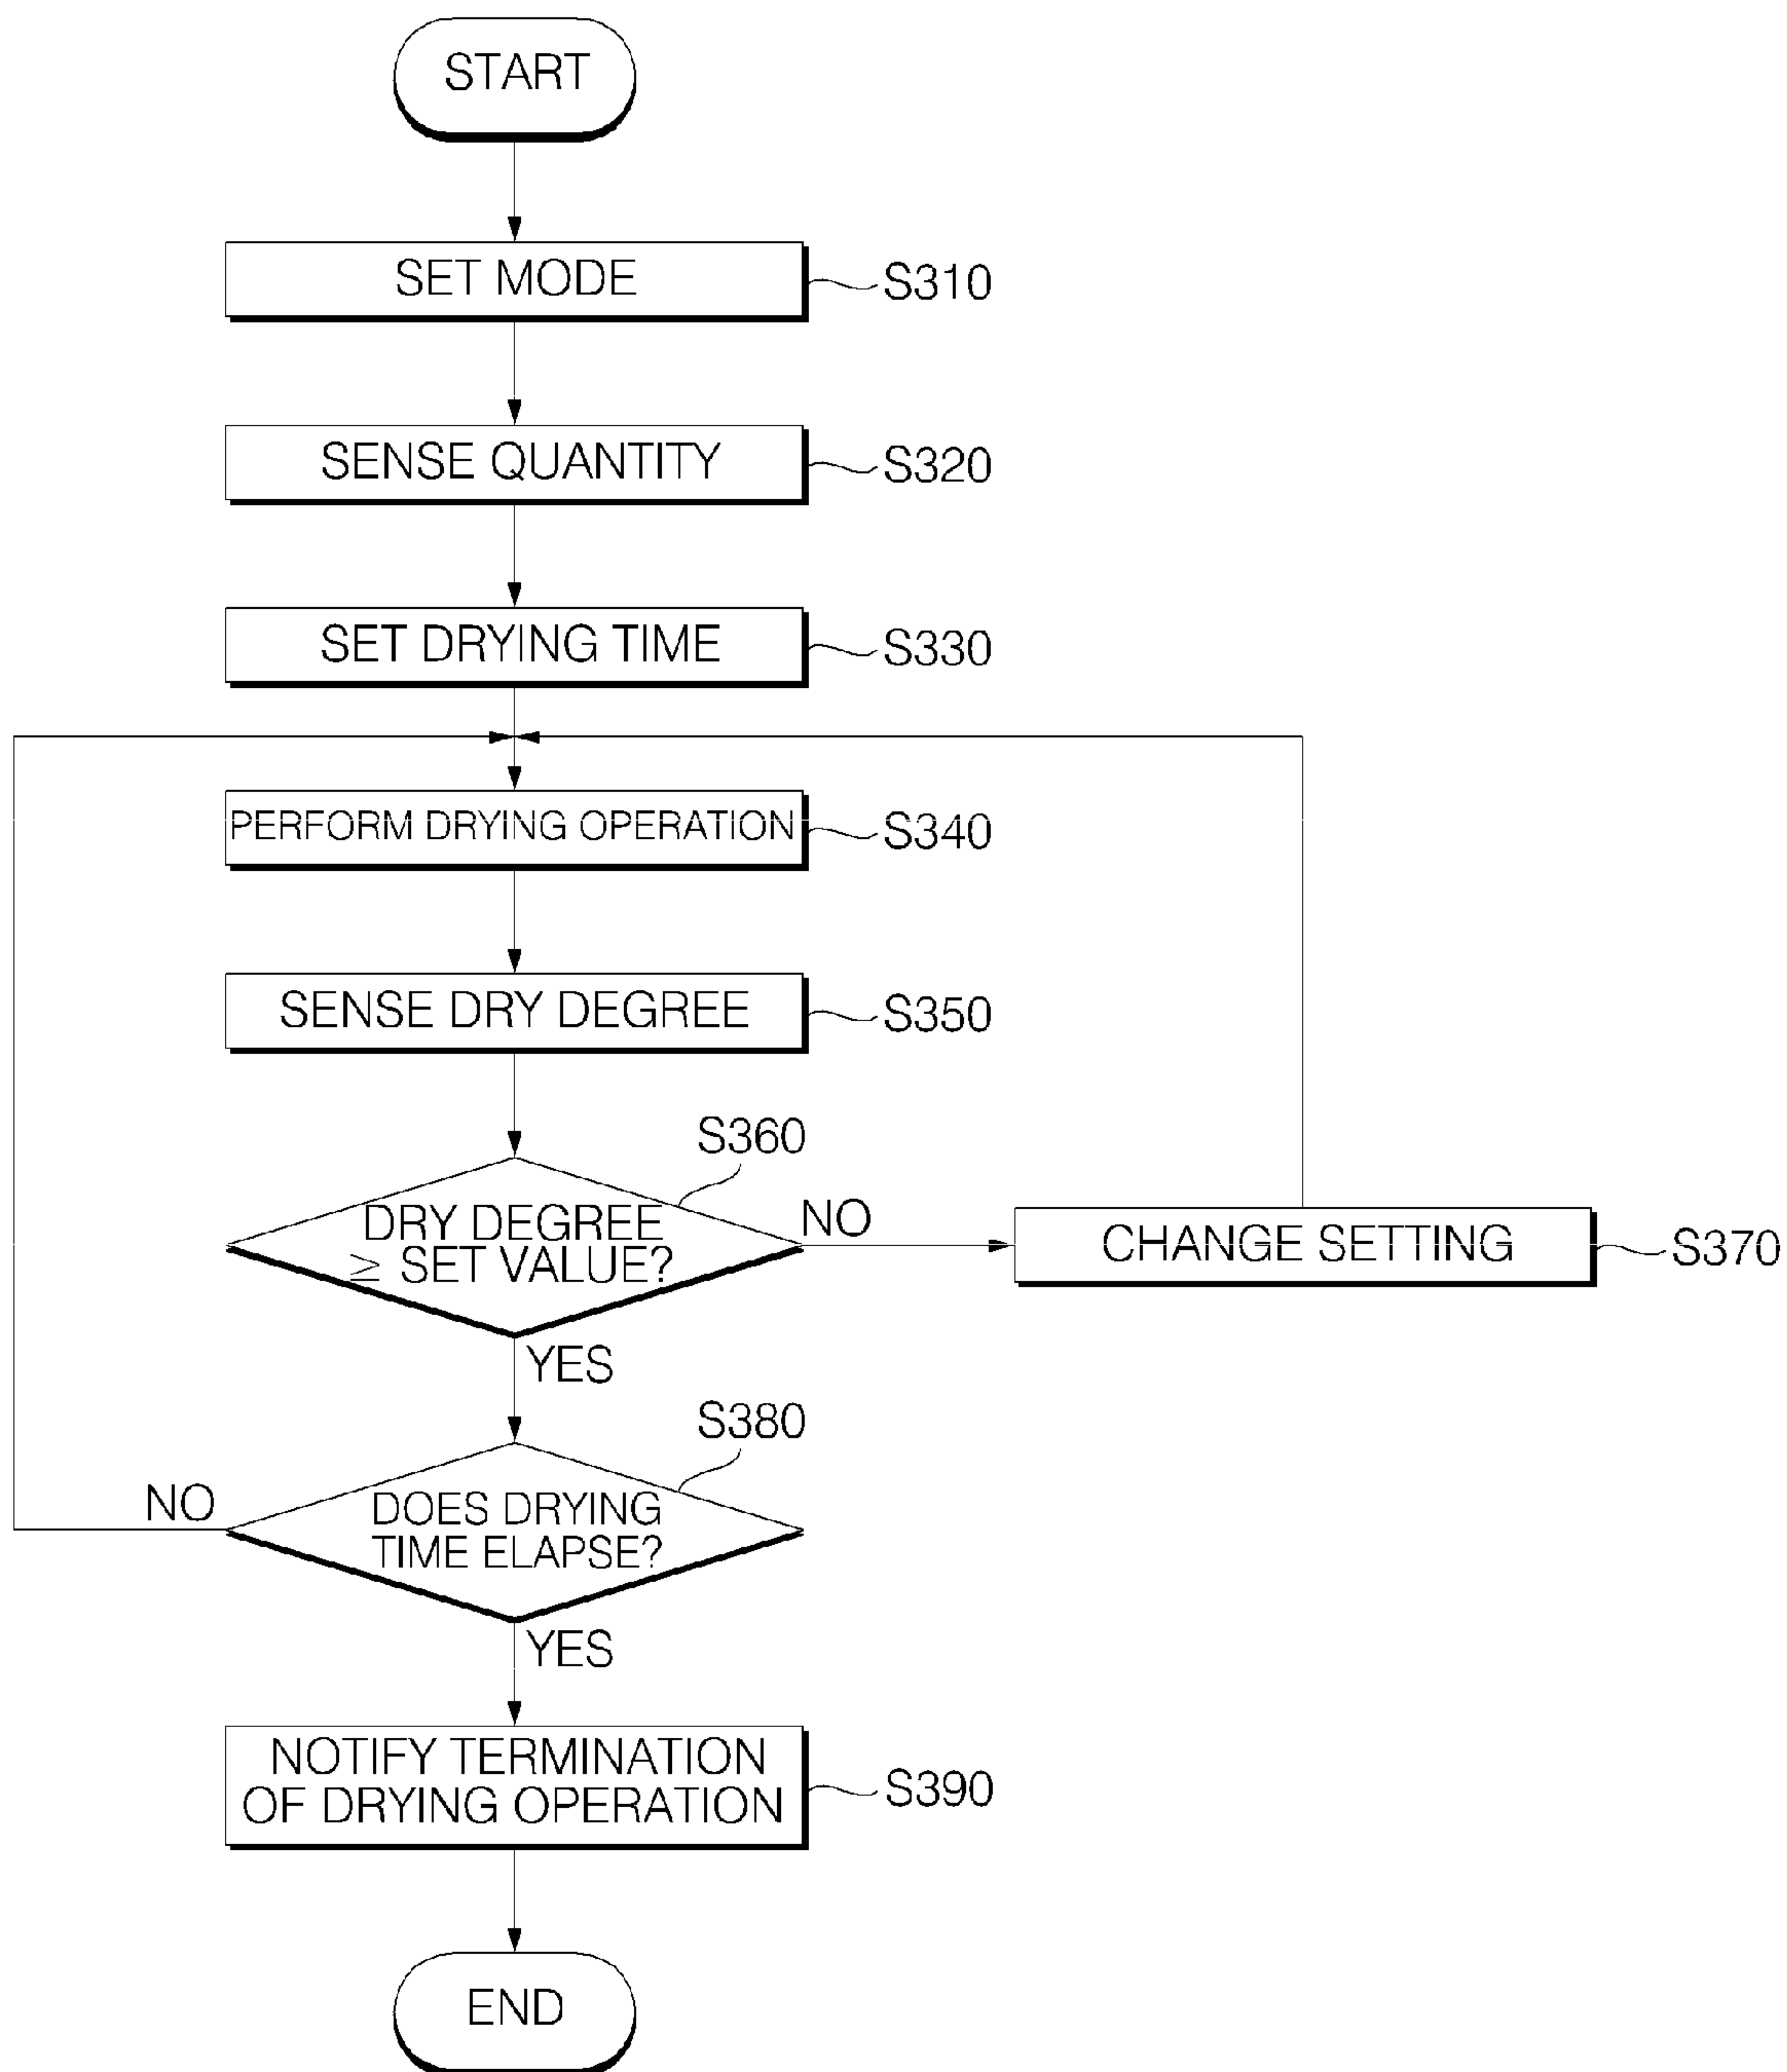 START
SET MODE
S310
SENSE QUANTITY
S320
SET DRYING TIME
S330
PERFORM DRYING OPERATION
S340
SENSE DRY DEGREE
S350
S360
DRY DEGREE
≥ SET VALUE?
NO
CHANGE SETTING
S370
YES
S380
NO
DOES DRYING
TIME ELAPSE?
YES
NOTIFY TERMINATION
OF DRYING OPERATION
S390
END